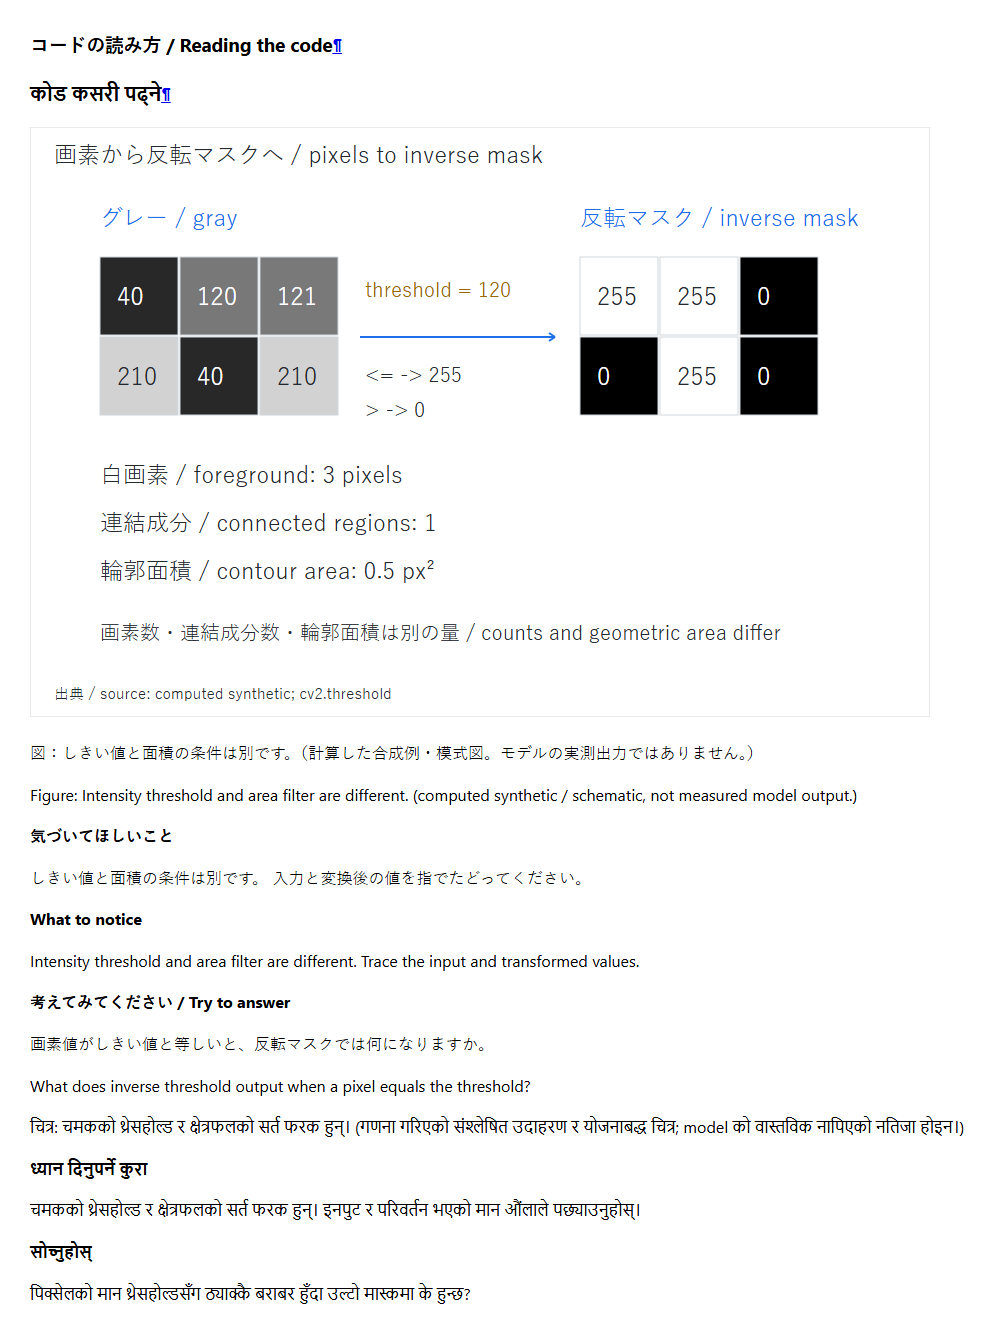 コードの読み方 / Reading the code¶
कोड कसरी पढ्ने¶
画素から反転マスクへ / pixels to inverse mask
グレー / gray
反転マスク / inverse mask
40 120 121
threshold = 120
255 255 0
210 40 210
<= -> 255
> -> 0
0 255 0
白画素 / foreground: 3 pixels
連結成分 / connected regions: 1
輪郭面積 / contour area: 0.5 px²
画素数・連結成分数・輪郭面積は別の量 / counts and geometric area differ
出典 / source: computed synthetic; cv2.threshold
図：しきい値と面積の条件は別です。（計算した合成例・模式図。モデルの実測出力ではありません。）
Figure: Intensity threshold and area filter are different. (computed synthetic / schematic, not measured model output.)
気づいてほしいこと
しきい値と面積の条件は別です。 入力と変換後の値を指でたどってください。
What to notice
Intensity threshold and area filter are different. Trace the input and transformed values.
考えてみてください / Try to answer
画素値がしきい値と等しいと、反転マスクでは何になりますか。
What does inverse threshold output when a pixel equals the threshold?
चित्र: चमकको थ्रेसहोल्ड र क्षेत्रफलको सर्त फरक हुन्। (गणना गरिएको संश्लेषित उदाहरण र योजनाबद्ध चित्र; model को वास्तविक नापिएको नतिजा होइन।)
ध्यान दिनुपर्ने कुरा
चमकको थ्रेसहोल्ड र क्षेत्रफलको सर्त फरक हुन्। इनपुट र परिवर्तन भएको मान औंलाले पछ्याउनुहोस्।
सोच्नुहोस्
पिक्सेलको मान थ्रेसहोल्डसँग ठ्याक्कै बराबर हुँदा उल्टो मास्कमा के हुन्छ?